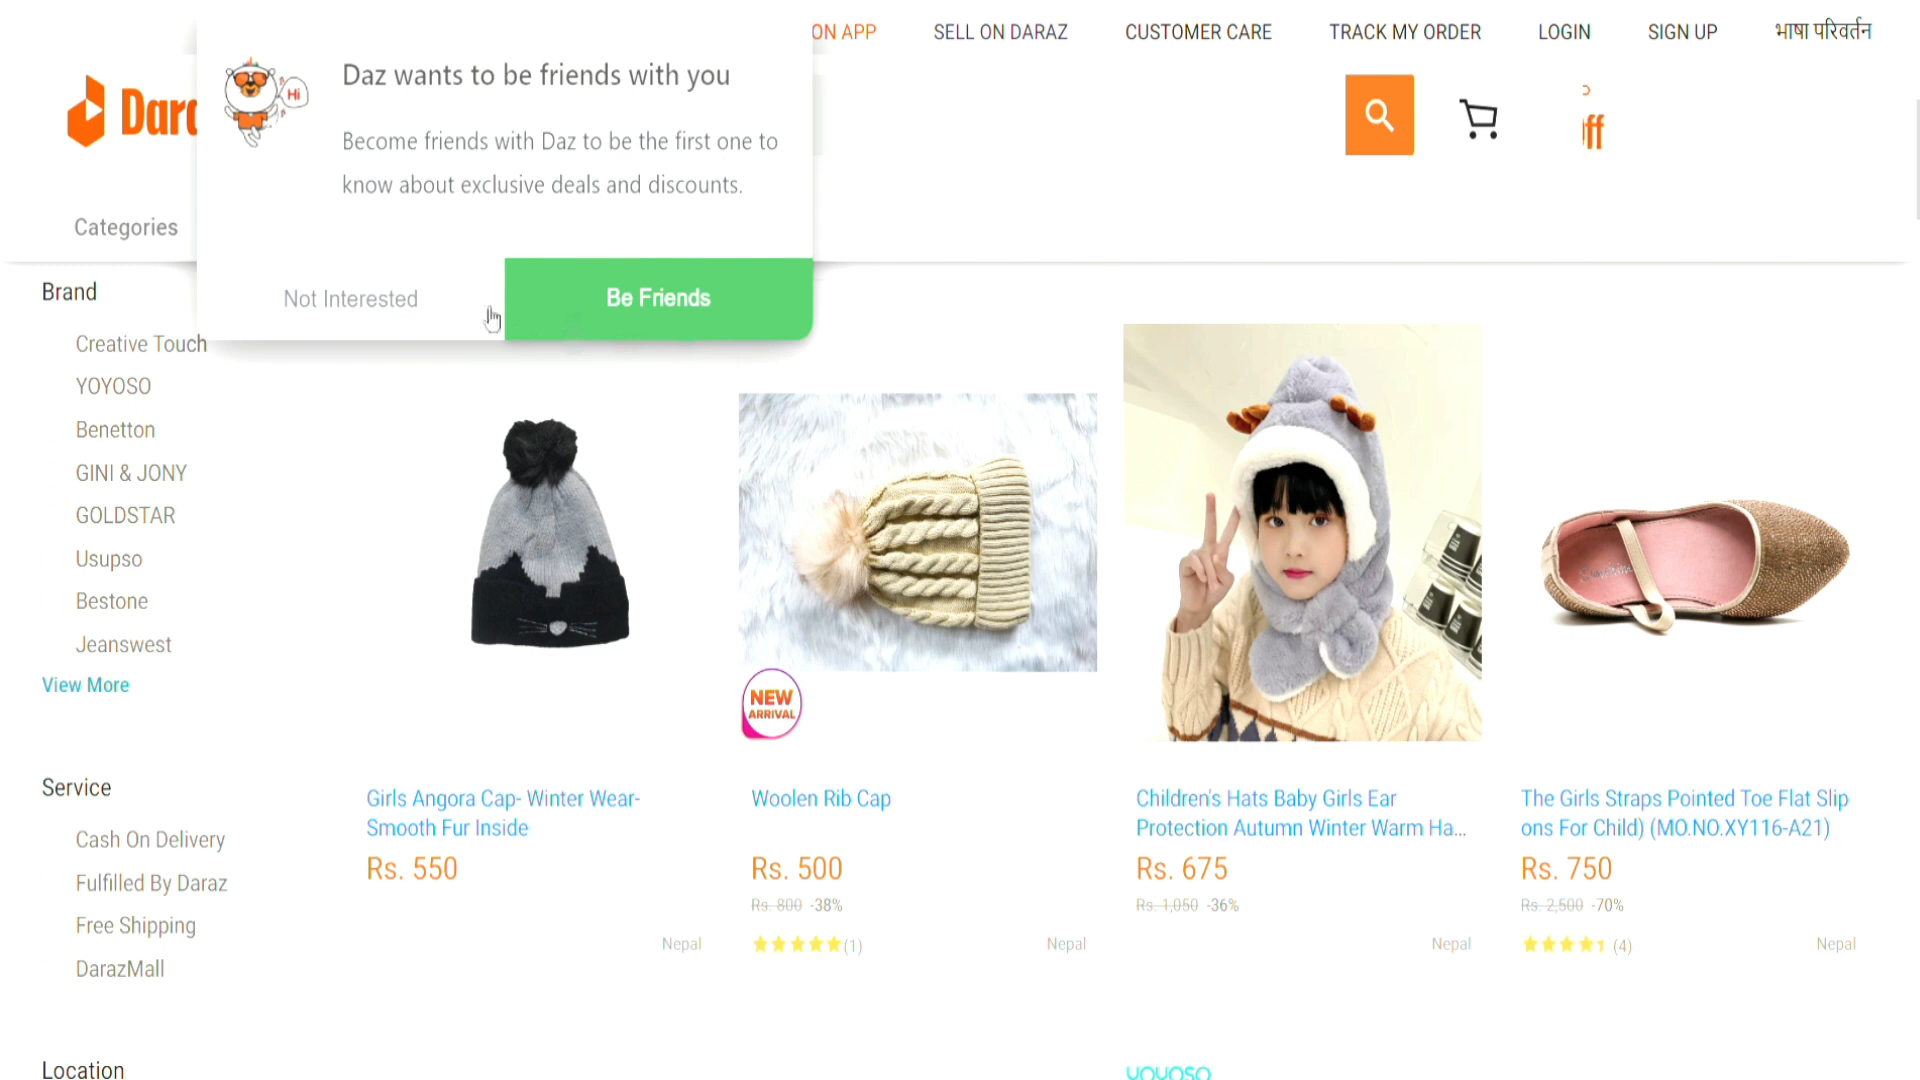 ON APP
SELL ON DARAZ
CUSTOMER CARE
TRACK MY ORDER
LOGIN
SIGN UP
भाषा परिवर्तन
Daraz
Hi
Daz wants to be friends with you
Become friends with Daz to be the first one to
know about exclusive deals and discounts.
Not Interested
Be Friends
ff
Categories
Brand
Creative Touch
YOYOSO
Benetton
GINI & JONY
GOLDSTAR
Usupso
Bestone
Jeanswest
View More
Service
Cash On Delivery
Fulfilled By Daraz
Free Shipping
DarazMall
Location
Girls Angora Cap- Winter Wear-
Smooth Fur Inside
Rs. 550
Nepal
NEW
ARRIVAL
Woolen Rib Cap
Rs. 500
Rs. 800 -38%
(1)
Nepal
Children's Hats Baby Girls Ear
Protection Autumn Winter Warm Ha...
Rs. 675
Rs. 1,050 -36%
Nepal
The Girls Straps Pointed Toe Flat Slip
ons For Child) (MO.NO.XY116-A21)
Rs. 750
Rs. 2,500 -70%
(4)
Nepal
YOYOSO